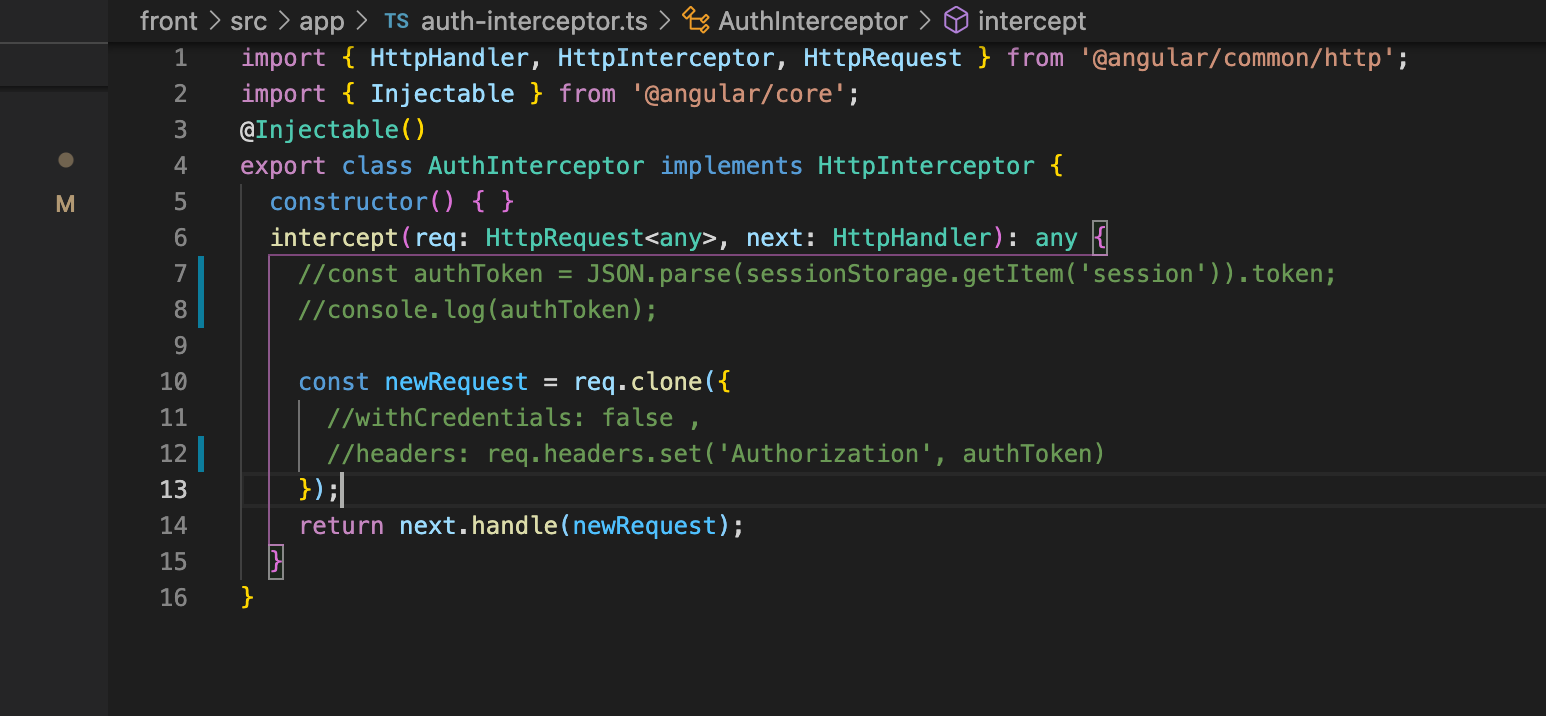 front > src > app > TS auth-interceptor.ts > AuthInterceptor > intercept
1 import { HttpHandler, HttpInterceptor, HttpRequest } from '@angular/common/http';
2 import { Injectable } from '@angular/core';
3 @Injectable()
4 export class AuthInterceptor implements HttpInterceptor {
M 5 constructor() { }
6 intercept(req: HttpRequest<any>, next: HttpHandler): any {
7 //const authToken = JSON.parse(sessionStorage.getItem('session')).token;
8 //console.log(authToken);
9
10 const newRequest = req.clone({
11 //withCredentials: false ,
12 //headers: req.headers.set('Authorization', authToken)
13 });
14 return next.handle(newRequest);
15 }
16 }